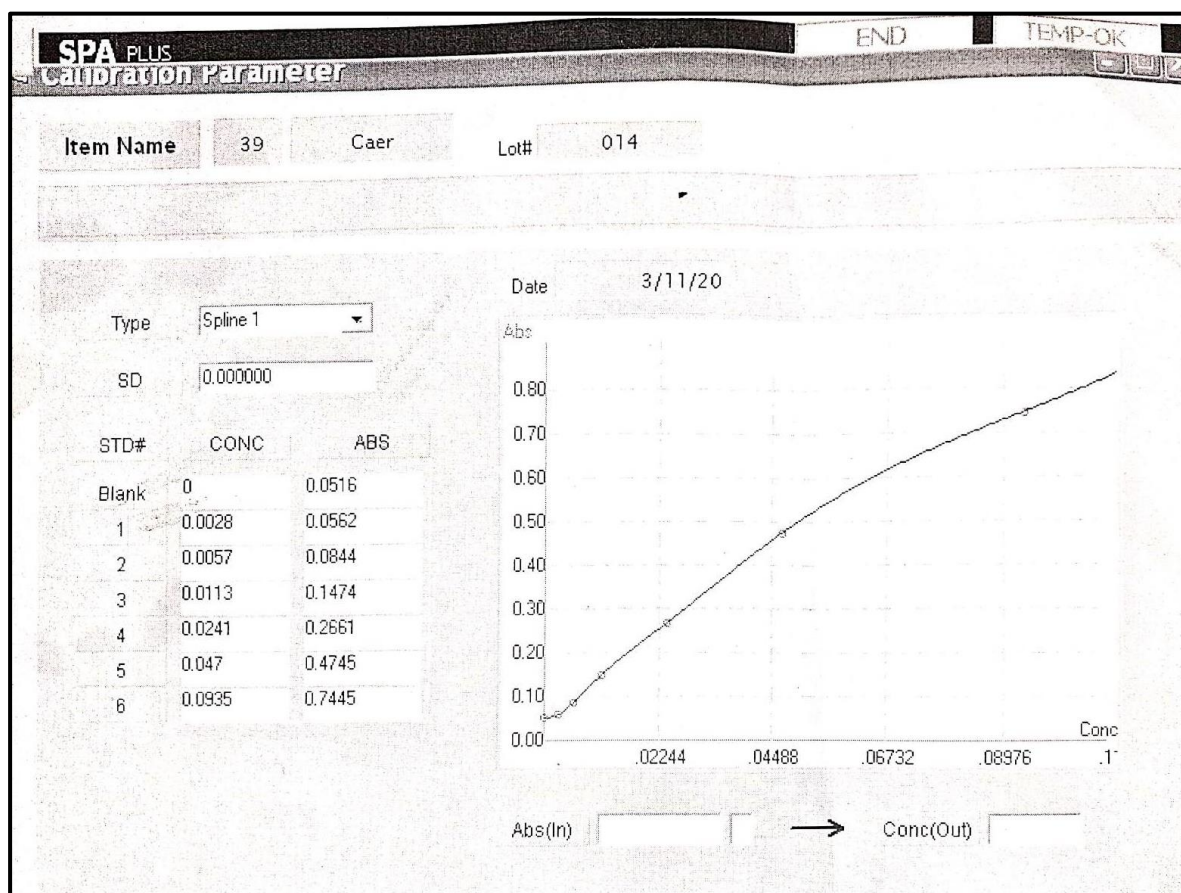 SPA PLUS END TEMP-OK
Calibration Parameter
Item Name 39 Caer Lot# 014
Date 3/11/20
Type Spline 1
SD 0.000000
STD# CONC ABS
Blank 0 0.0516
1 0.0028 0.0562
2 0.0057 0.0844
3 0.0113 0.1474
4 0.0241 0.2661
5 0.047 0.4745
6 0.0935 0.7445
Abs
0.80
0.70
0.60
0.50
0.40
0.30
0.20
0.10
0.00
Conc
.02244 .04488 .06732 .08976
Abs(In) Conc(Out)